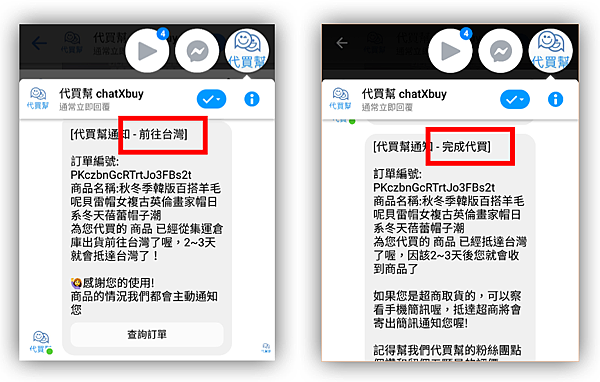 4
代買幫
代買幫
代買幫 chatXbuy
通常立即回覆
通常立即回覆
[代買幫通知 - 前往台灣]
訂單編號:
PKczbnGcRTrtJo3FBs2t
商品名稱:秋冬季韓版百搭羊毛
呢貝雷帽女複古英倫畫家帽日
系冬天蓓蕾帽子潮
為您代買的 商品 已經從集運倉
庫出貨前往台灣了喔，2~3天
就會抵達台灣了！
感謝您的使用!
商品的情況我們都會主動通知
您
查詢訂單
代買幫
4
代買幫
代買幫
代買幫 chatXbuy
通常立即回覆
[代買幫通知 - 完成代買]
訂單編號:
PKczbnGcRTrtJo3FBs2t
商品名稱:秋冬季韓版百搭羊毛
呢貝雷帽女複古英倫畫家帽日
系冬天蓓蕾帽子潮
為您代買的 商品 已經抵達台灣
了喔，因該2~3天後您就會收
到商品了
如果您是超商取貨的，可以察
看手機簡訊喔，抵達超商將會
寄出簡訊通知您喔!
記得幫我們代買幫的粉絲團點